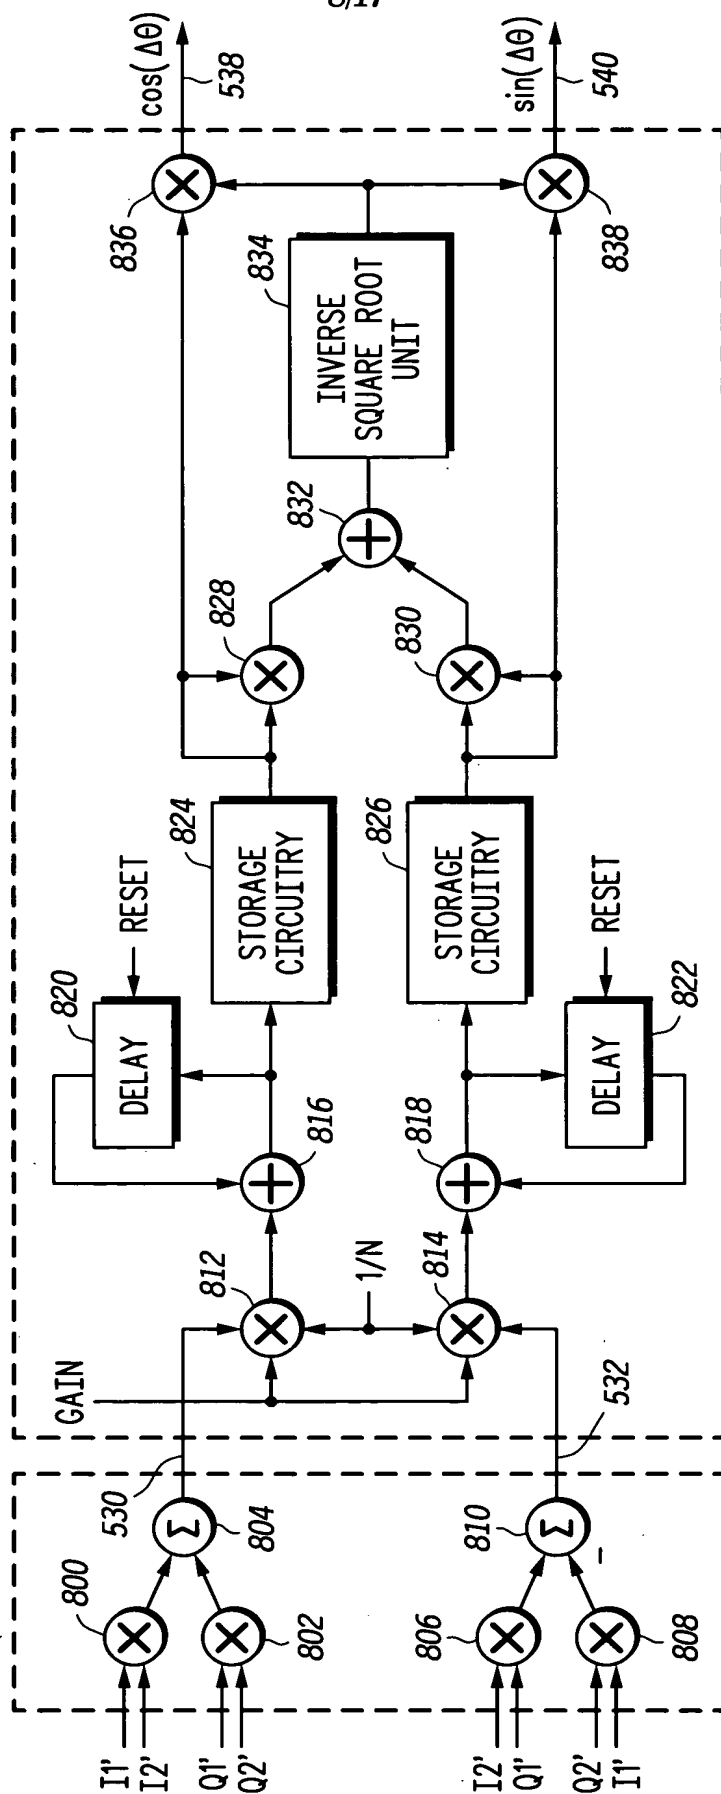 8/17
I1'
I2'
Q1'
Q2'
I2'
Q1'
Q2'
I1'
800
802
806
808
804
810
–
530
532
GAIN
1/N
812
814
816
818
820
DELAY
RESET
822
DELAY
RESET
824
STORAGE
CIRCUITRY
826
STORAGE
CIRCUITRY
828
830
832
834
INVERSE
SQUARE ROOT
UNIT
836
838
cos(ΔΘ)
538
sin(ΔΘ)
540